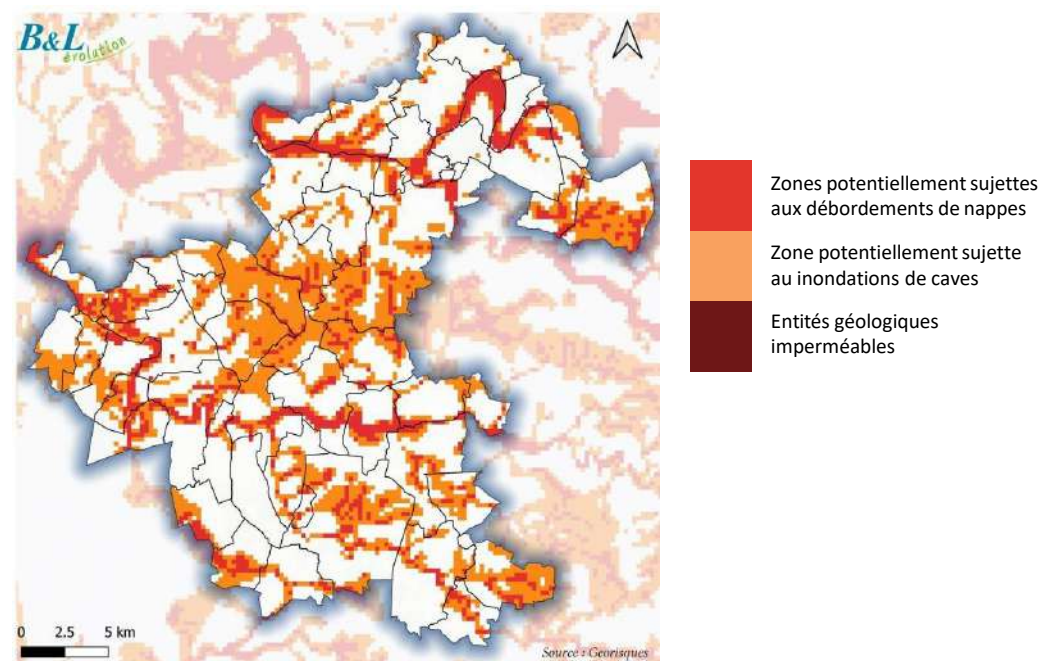 B&L
évolution
Zones potentiellement sujettes
aux débordements de nappes
Zone potentiellement sujette
au inondations de caves
Entités géologiques
imperméables
0 2.5 5 km
Source : Georisques